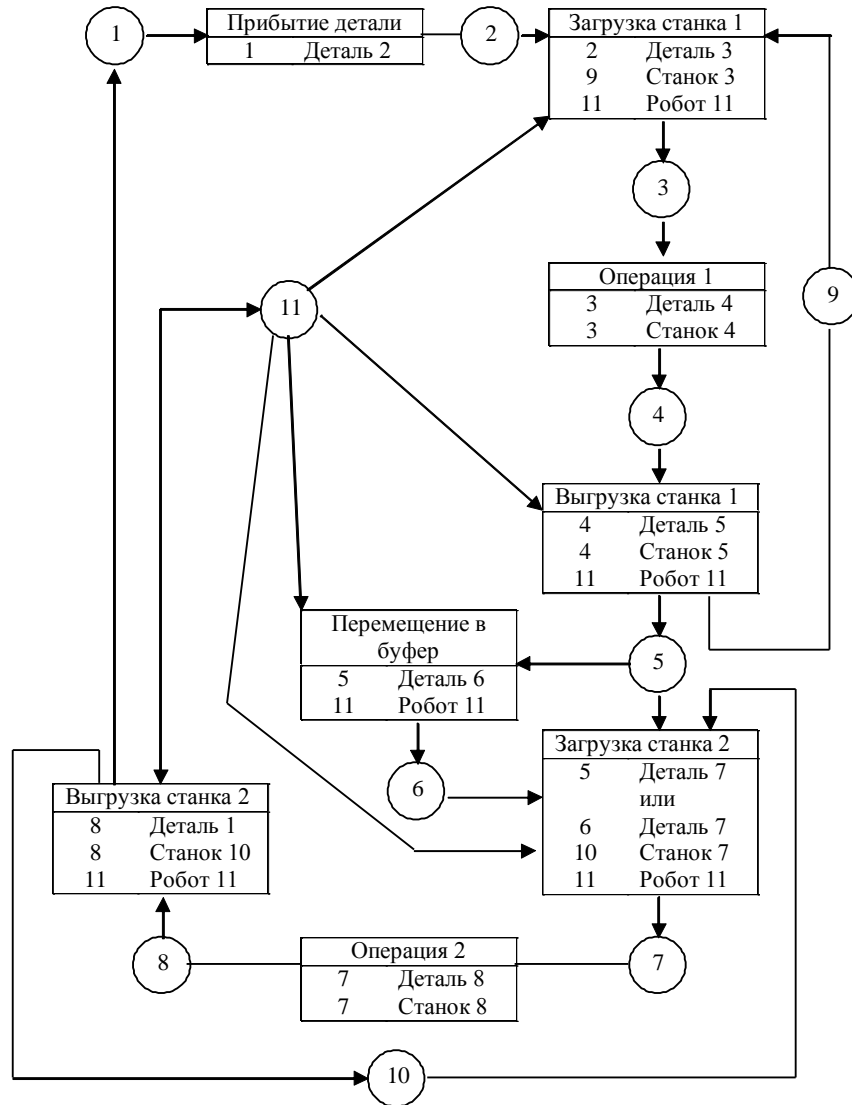 1
Прибытие детали
1 Деталь 2
2
Загрузка станка 1
2 Деталь 3
9 Станок 3
11 Робот 11
3
Операция 1
3 Деталь 4
3 Станок 4
9
11
4
Выгрузка станка 1
4 Деталь 5
4 Станок 5
11 Робот 11
Перемещение в
буфер
5 Деталь 6
11 Робот 11
5
6
Загрузка станка 2
5 Деталь 7
или
6 Деталь 7
10 Станок 7
11 Робот 11
Выгрузка станка 2
8 Деталь 1
8 Станок 10
11 Робот 11
8
Операция 2
7 Деталь 8
7 Станок 8
7
10